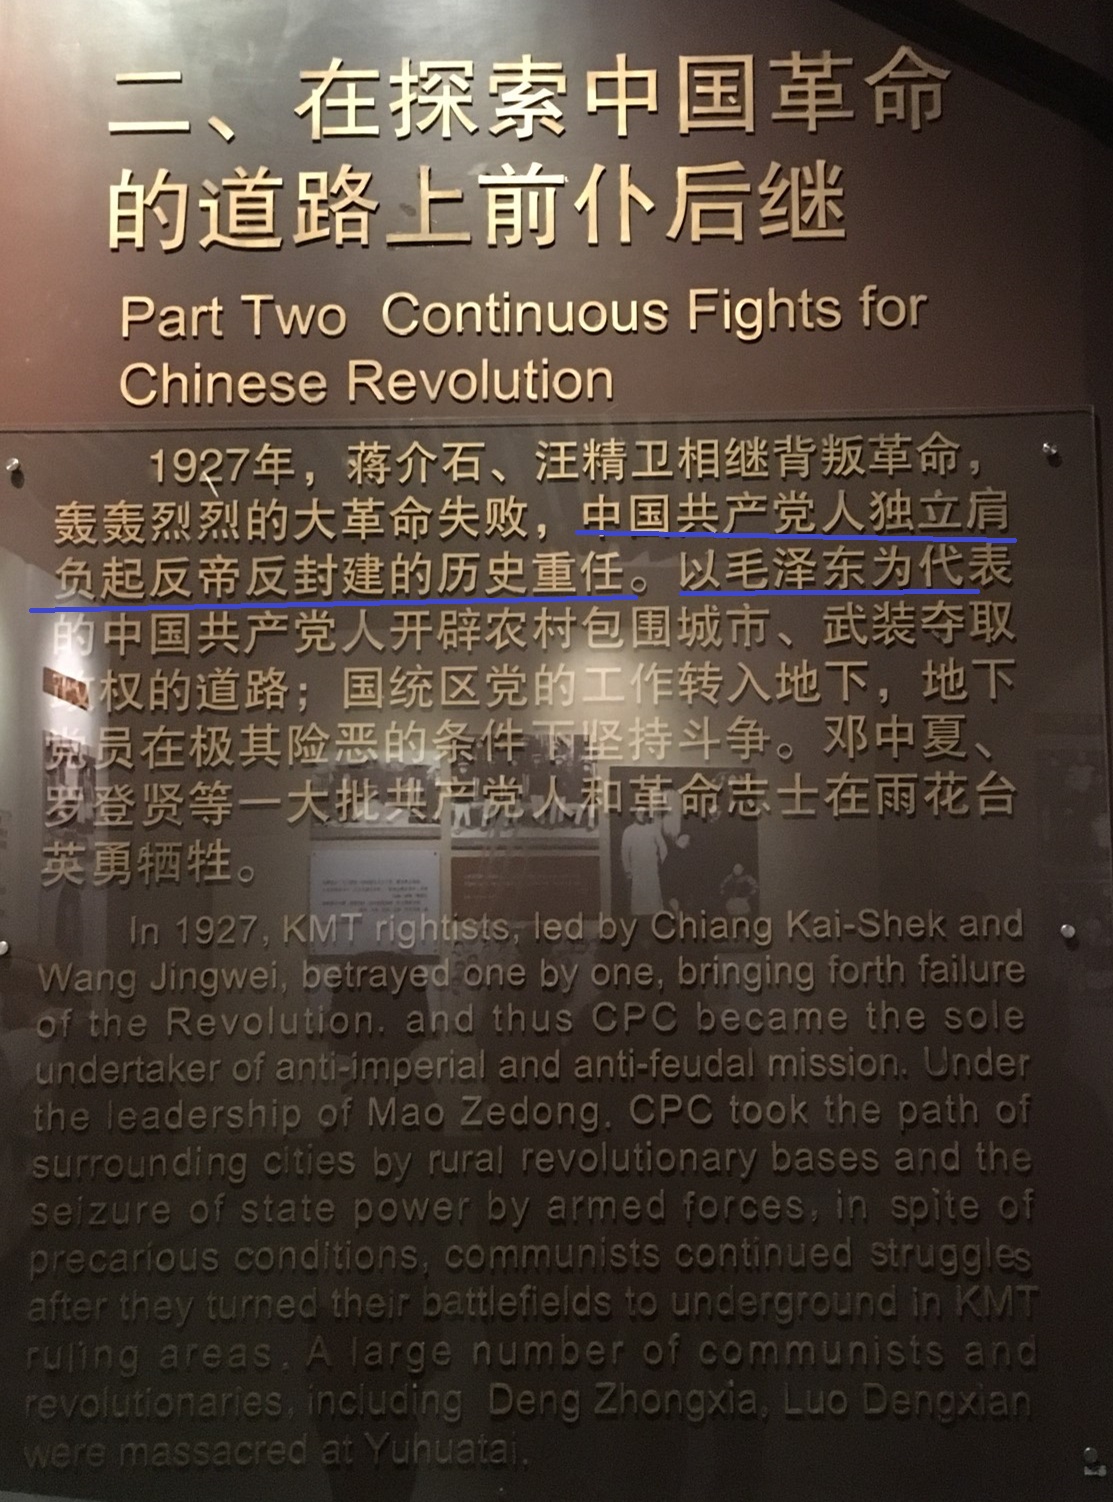 二、在探索中国革命
的道路上前仆后继
Part Two Continuous Fights for
Chinese Revolution
1927年，蒋介石、汪精卫相继背叛革命，
轰轰烈烈的大革命失败，中国共产党人独立肩
负起反帝反封建的历史重任。以毛泽东为代表
的中国共产党人开辟农村包围城市、武装夺取
权的道路；国统区党的工作转入地下，地下
党员在极其险恶的条件下坚持斗争。邓中夏、
罗登贤等一大批共产党人和革命志士在雨花台
英勇牺牲。
In 1927, KMT rightists, led by Chiang Kai-Shek and
Wang Jingwei, betrayed one by one, bringing forth failure
of the Revolution. and thus CPC became the sole
undertaker of anti-imperial and anti-feudal mission. Under
the leadership of Mao Zedong, CPC took the path of
surrounding cities by rural revolutionary bases and the
seizure of state power by armed forces, in spite of
precarious conditions, communists continued struggles
after they turned their battlefields to underground in KMT
ruling areas. A large number of communists and
revolutionaries, including Deng Zhongxia, Luo Dengxian
were massacred at Yuhuatai.